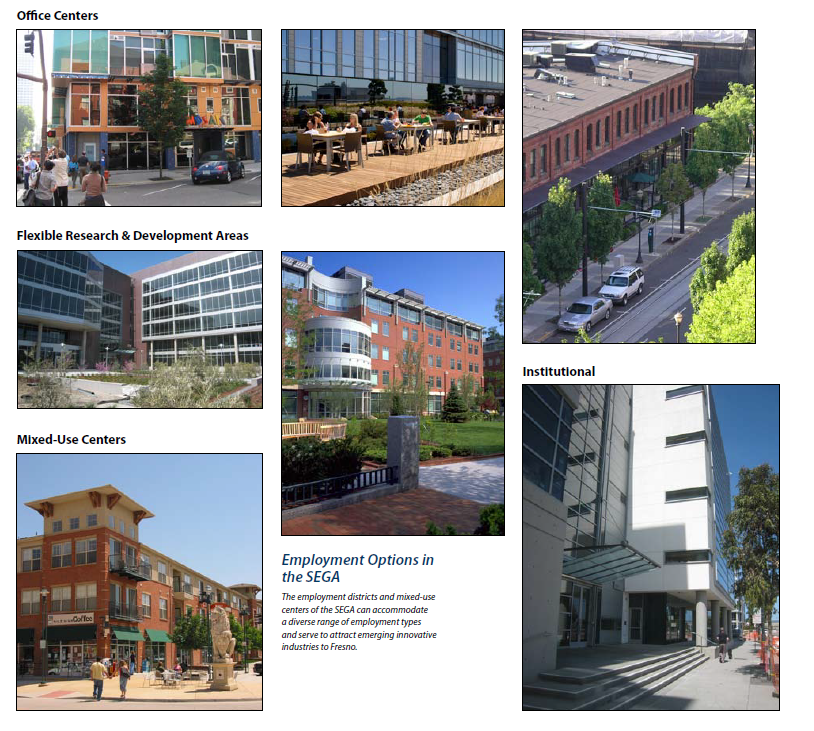 Office Centers
Flexible Research & Development Areas
Institutional
Mixed-Use Centers
Coffee
Employment Options in
the SEGA
The employment districts and mixed-use
centers of the SEGA can accommodate
a diverse range of employment types
and serve to attract emerging innovative
industries to Fresno.